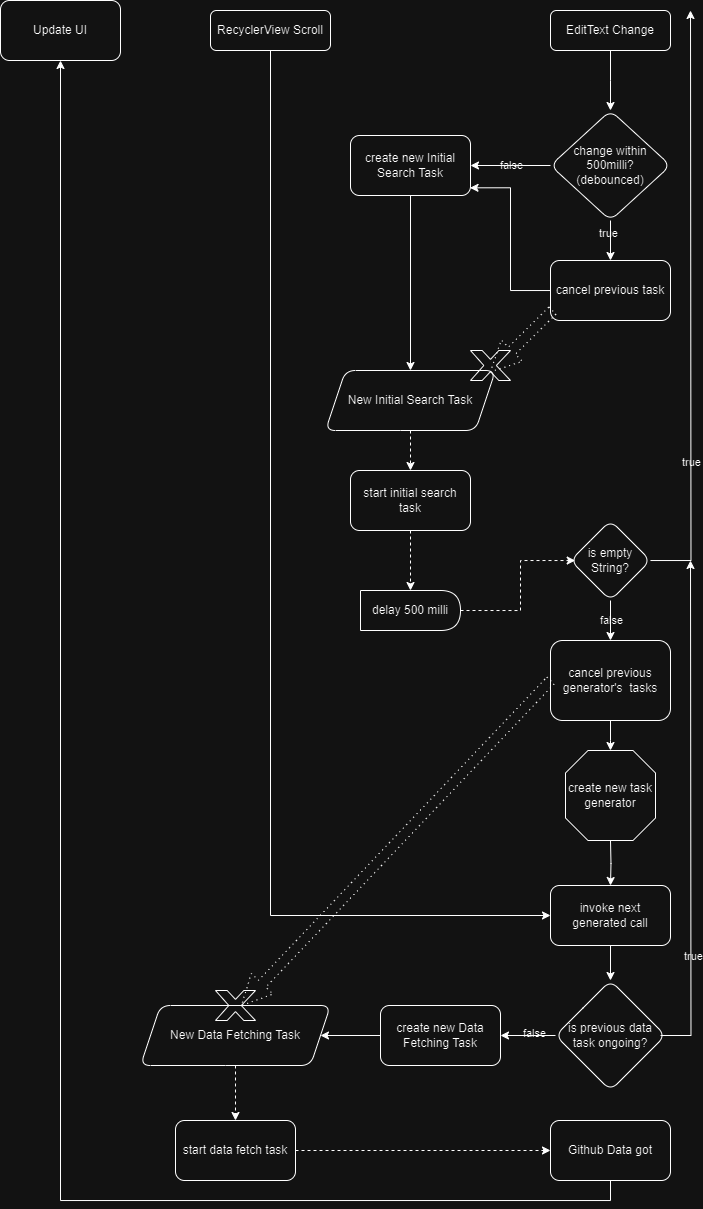 Update UI
RecyclerView Scroll
EditText Change
change within
500milli?
(debounced)
false
create new Initial
Search Task
true
cancel previous task
New Initial Search Task
true
start initial search
task
is empty
String?
delay 500 milli
false
cancel previous
generator's  tasks
create new task
generator
invoke next
generated call
true
is previous data
task ongoing?
false
create new Data
Fetching Task
New Data Fetching Task
start data fetch task
Github Data got